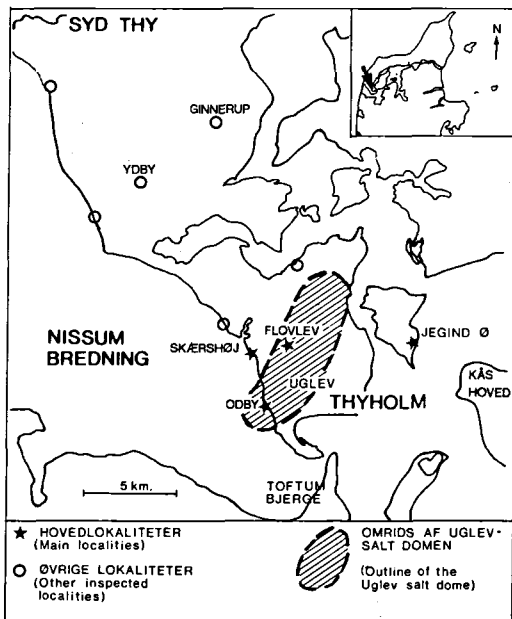 SYD THY
N
GINNERUP
YDBY
NISSUM
BREDNING
SKÆRSHØJ
FLOVLEV
JEGIND Ø
UGLEV
KÅS
HOVED
ODBY
THYHOLM
5 km.
TOFTUM
BJERGE
★ HOVEDLOKALITETER
(Main localities)
○ ØVRIGE LOKALITETER
(Other inspected
localities)
OMRIDS AF UGLEV-
SALT DOMEN
(Outline of the
Uglev salt dome)